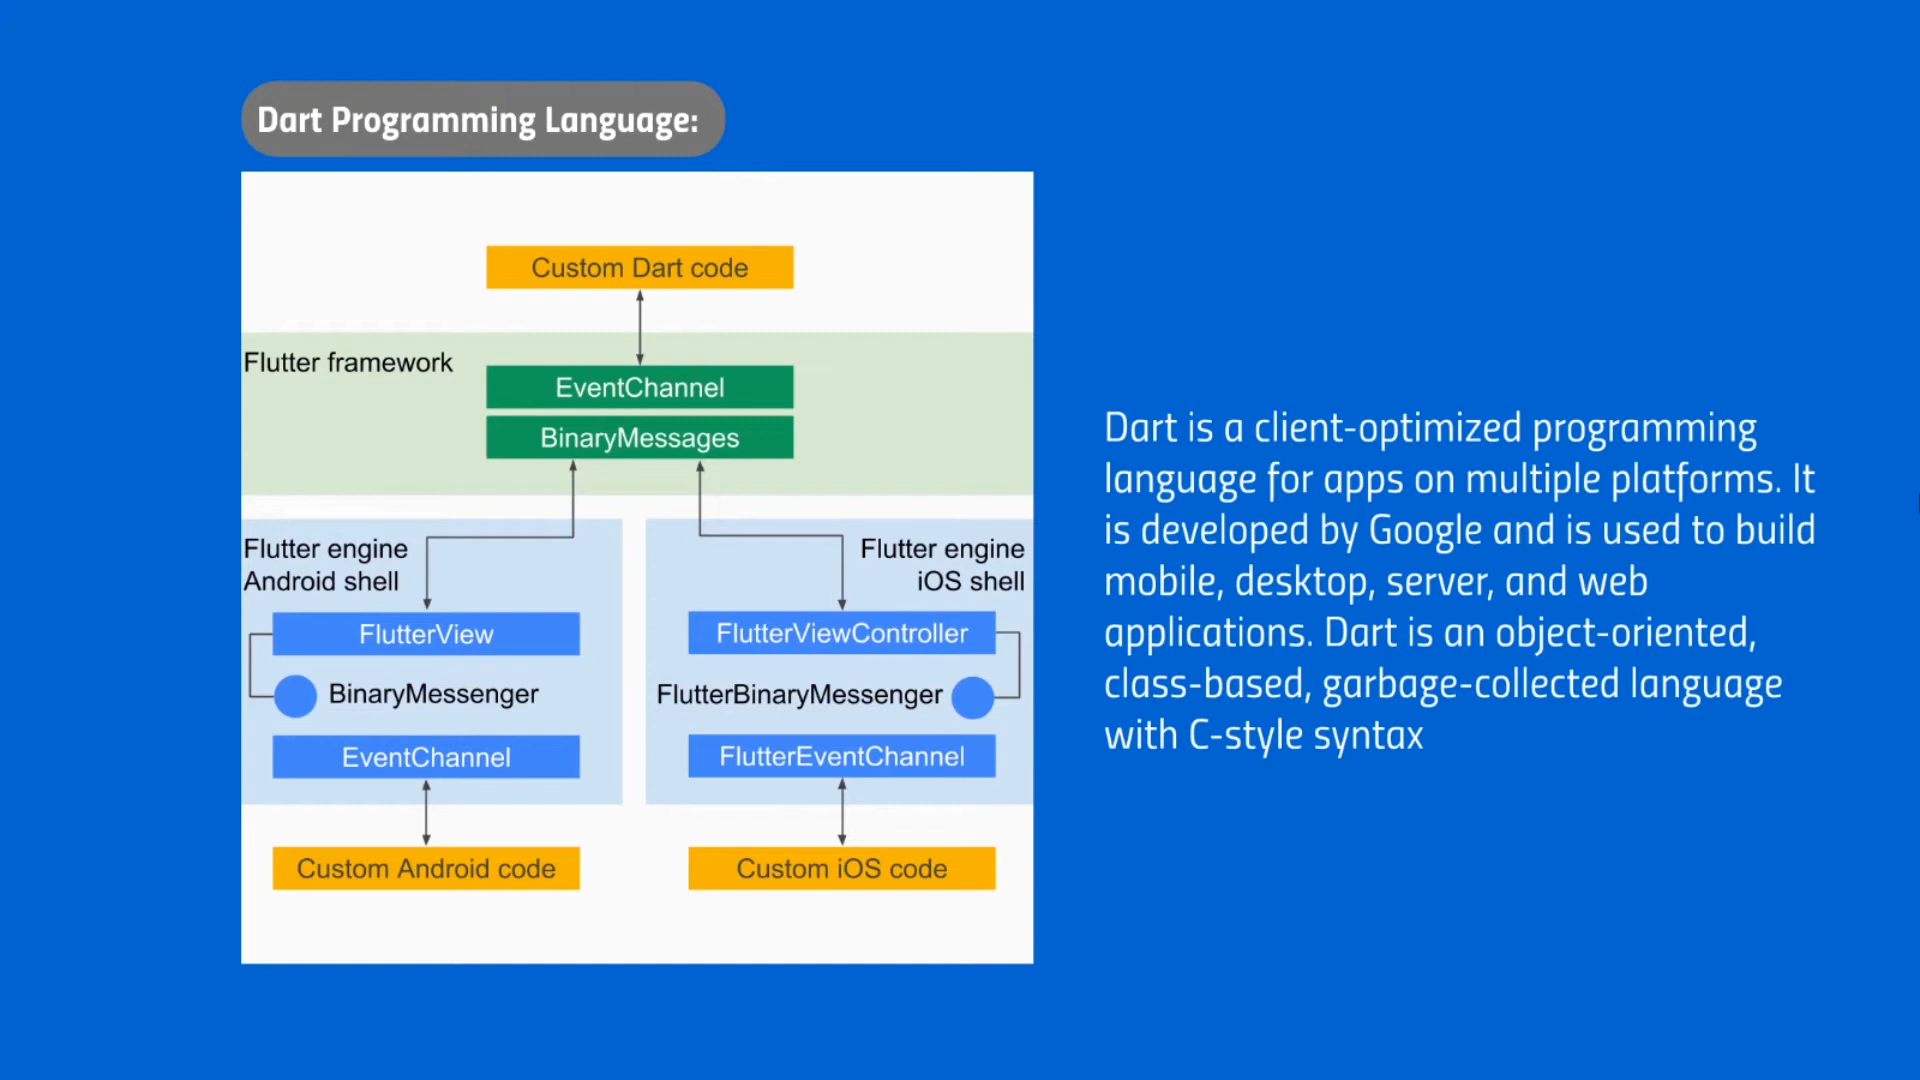 Dart Programming Language:
Custom Dart code
Flutter framework
EventChannel
BinaryMessages
Flutter engine
Android shell
FlutterView
BinaryMessenger
EventChannel
Custom Android code
Flutter engine
iOS shell
FlutterViewController
FlutterBinaryMessenger
FlutterEventChannel
Custom iOS code
Dart is a client-optimized programming
language for apps on multiple platforms. It
is developed by Google and is used to build
mobile, desktop, server, and web
applications. Dart is an object-oriented,
class-based, garbage-collected language
with C-style syntax